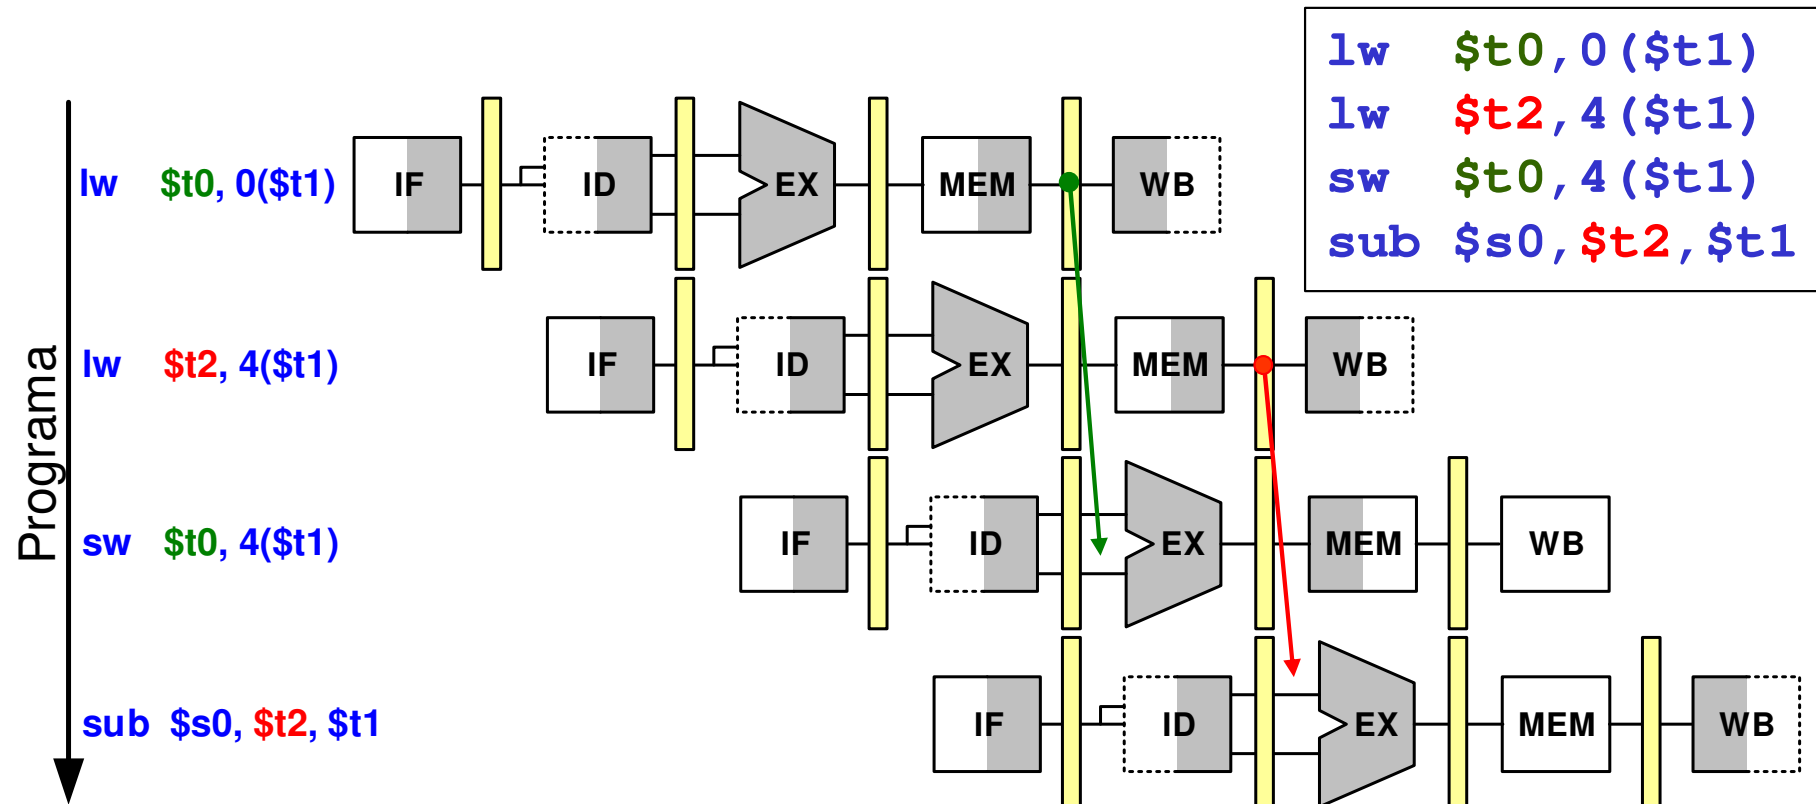 lw $t0,0($t1)
lw $t2,4($t1)
sw $t0,4($t1)
sub $s0,$t2,$t1
Programa
lw $t0, 0($t1) IF ID EX MEM WB
lw $t2, 4($t1) IF ID EX MEM WB
sw $t0, 4($t1) IF ID EX MEM WB
sub $s0, $t2, $t1 IF ID EX MEM WB